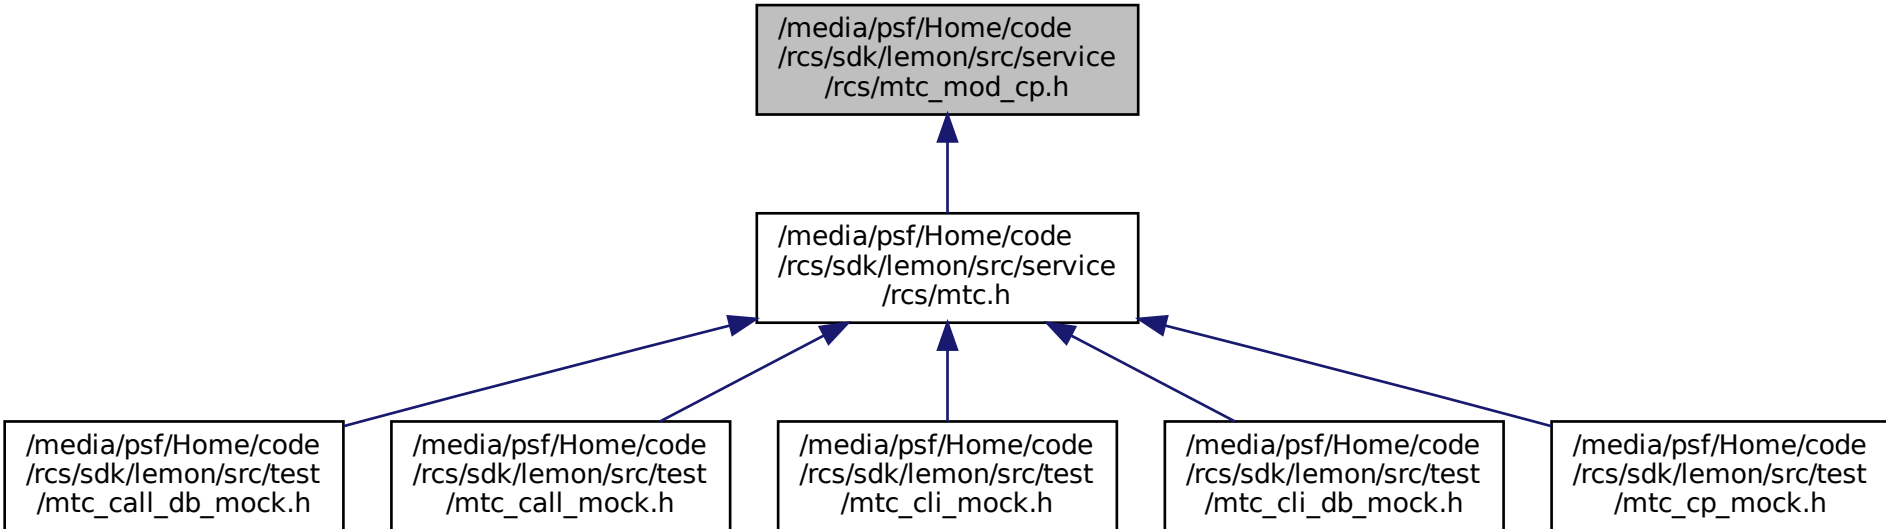 /media/psf/Home/code
/rcs/sdk/lemon/src/service
/rcs/mtc_mod_cp.h
/media/psf/Home/code
/rcs/sdk/lemon/src/service
/rcs/mtc.h
/media/psf/Home/code
/rcs/sdk/lemon/src/test
/mtc_call_db_mock.h
/media/psf/Home/code
/rcs/sdk/lemon/src/test
/mtc_call_mock.h
/media/psf/Home/code
/rcs/sdk/lemon/src/test
/mtc_cli_mock.h
/media/psf/Home/code
/rcs/sdk/lemon/src/test
/mtc_cli_db_mock.h
/media/psf/Home/code
/rcs/sdk/lemon/src/test
/mtc_cp_mock.h